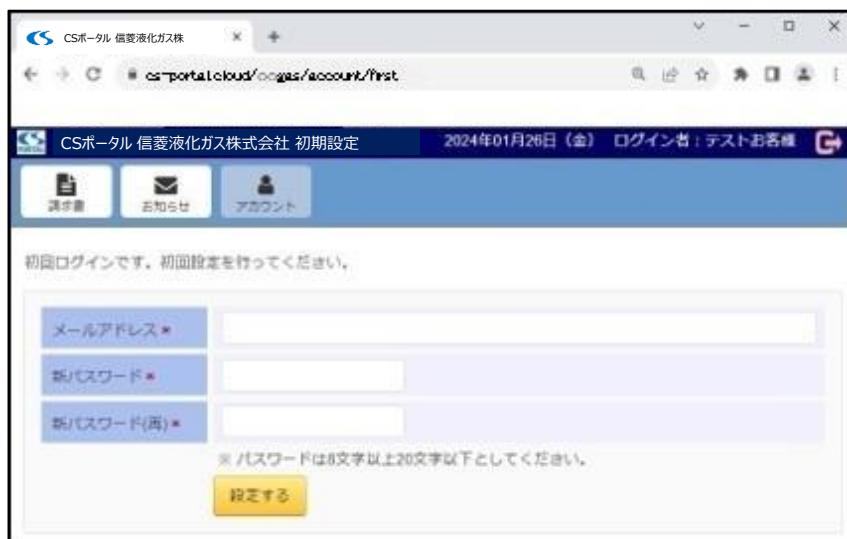 CSポータル 信菱液化ガス株
cs-portal.cloud/ccgas/account/first
CSポータル 信菱液化ガス株式会社 初期設定 2024年01月26日（金） ログイン者：テストお客様
請求書 お知らせ アカウント
初回ログインです。初回設定を行ってください。
メールアドレス*
新パスワード*
新パスワード(再)*
※ パスワードは8文字以上20文字以下としてください。
設定する